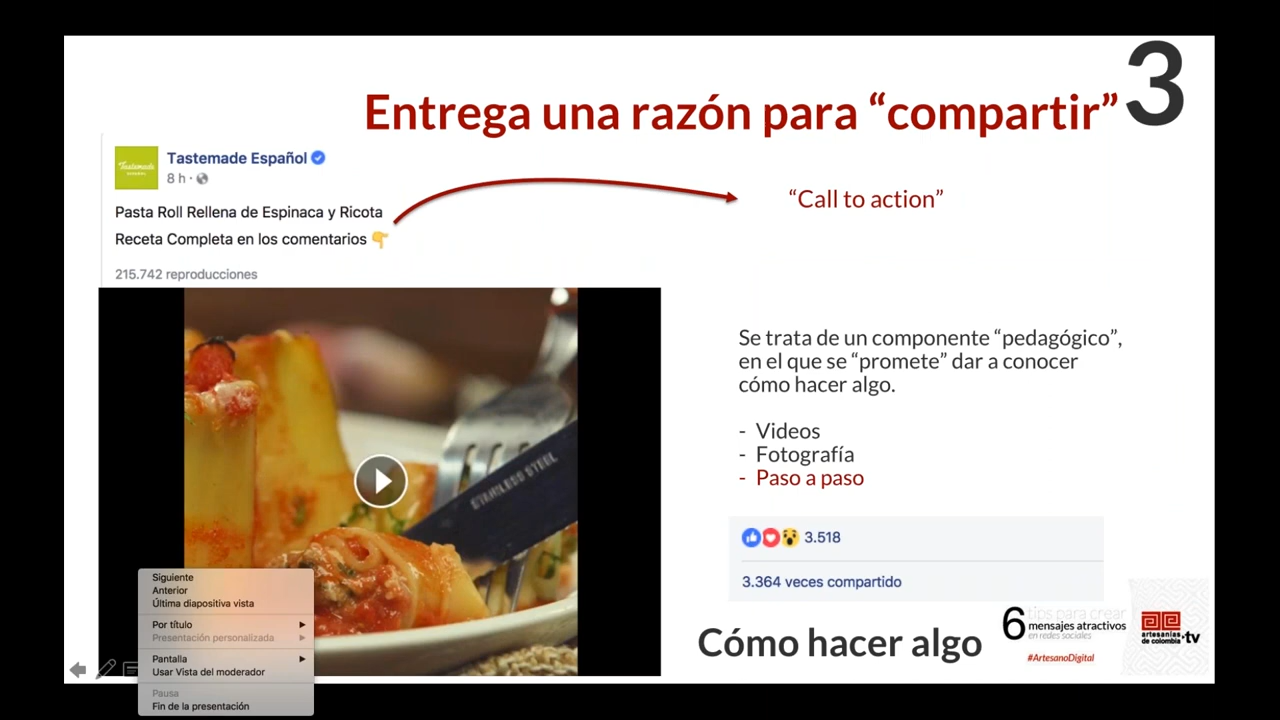 3
Entrega una razón para “compartir”
Tastemade
Tastemade Español
8 h ·
“Call to action”
Pasta Roll Rellena de Espinaca y Ricota
Receta Completa en los comentarios 👇
215.742 reproducciones
Se trata de un componente “pedagógico”,
en el que se “promete” dar a conocer
cómo hacer algo.
- Videos
- Fotografía
- Paso a paso
STAINLESS STEEL
3.518
3.364 veces compartido
Siguiente
Anterior
Última diapositiva vista
Por título
Presentación personalizada
Pantalla
Usar Vista del moderador
Pausa
Fin de la presentación
Cómo hacer algo
6 tips para crear
mensajes atractivos
en redes sociales
#ArtesanoDigital
artesanías
de colombia .tv